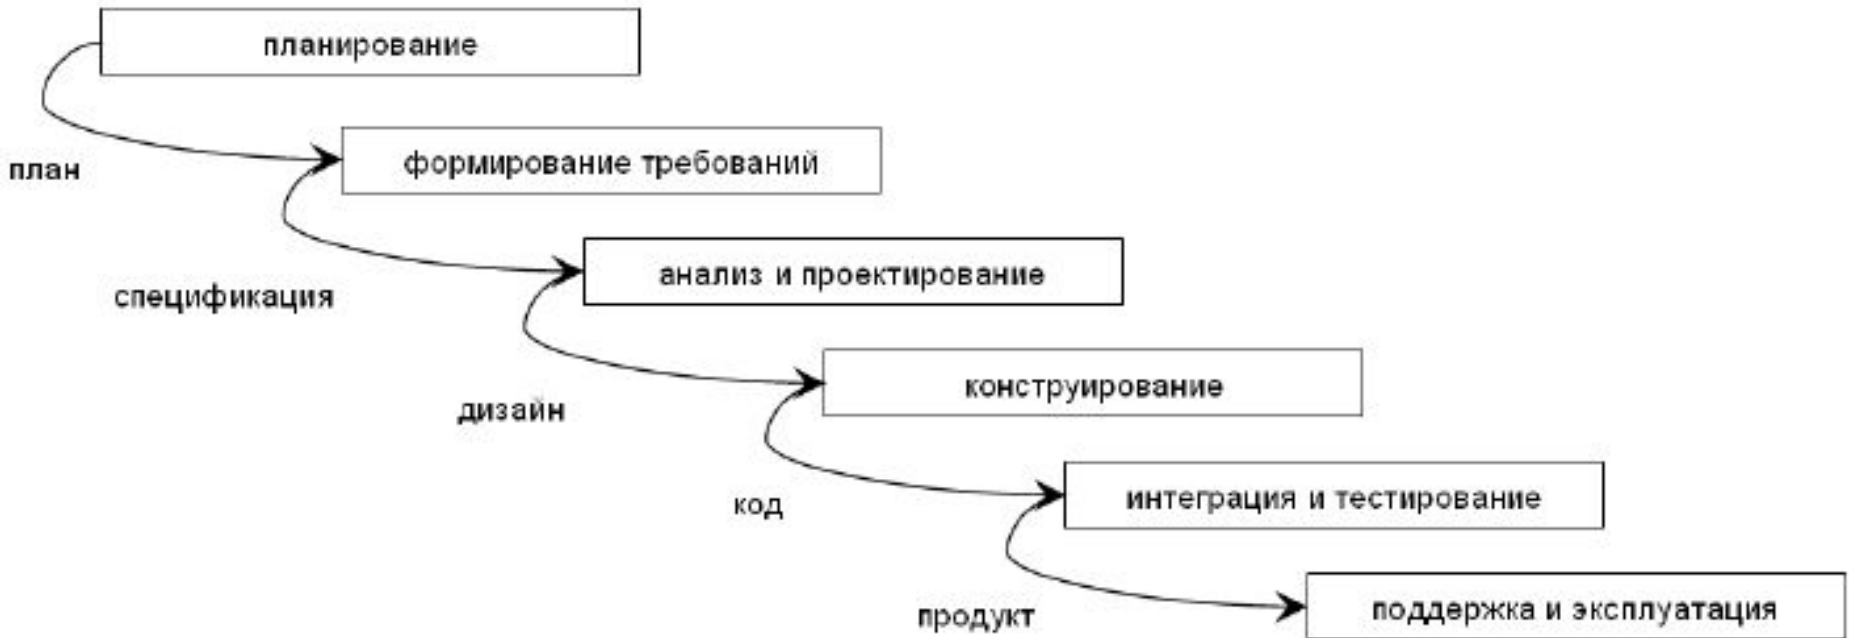 планирование
план
формирование требований
спецификация
анализ и проектирование
дизайн
конструирование
код
интеграция и тестирование
продукт
поддержка и эксплуатация